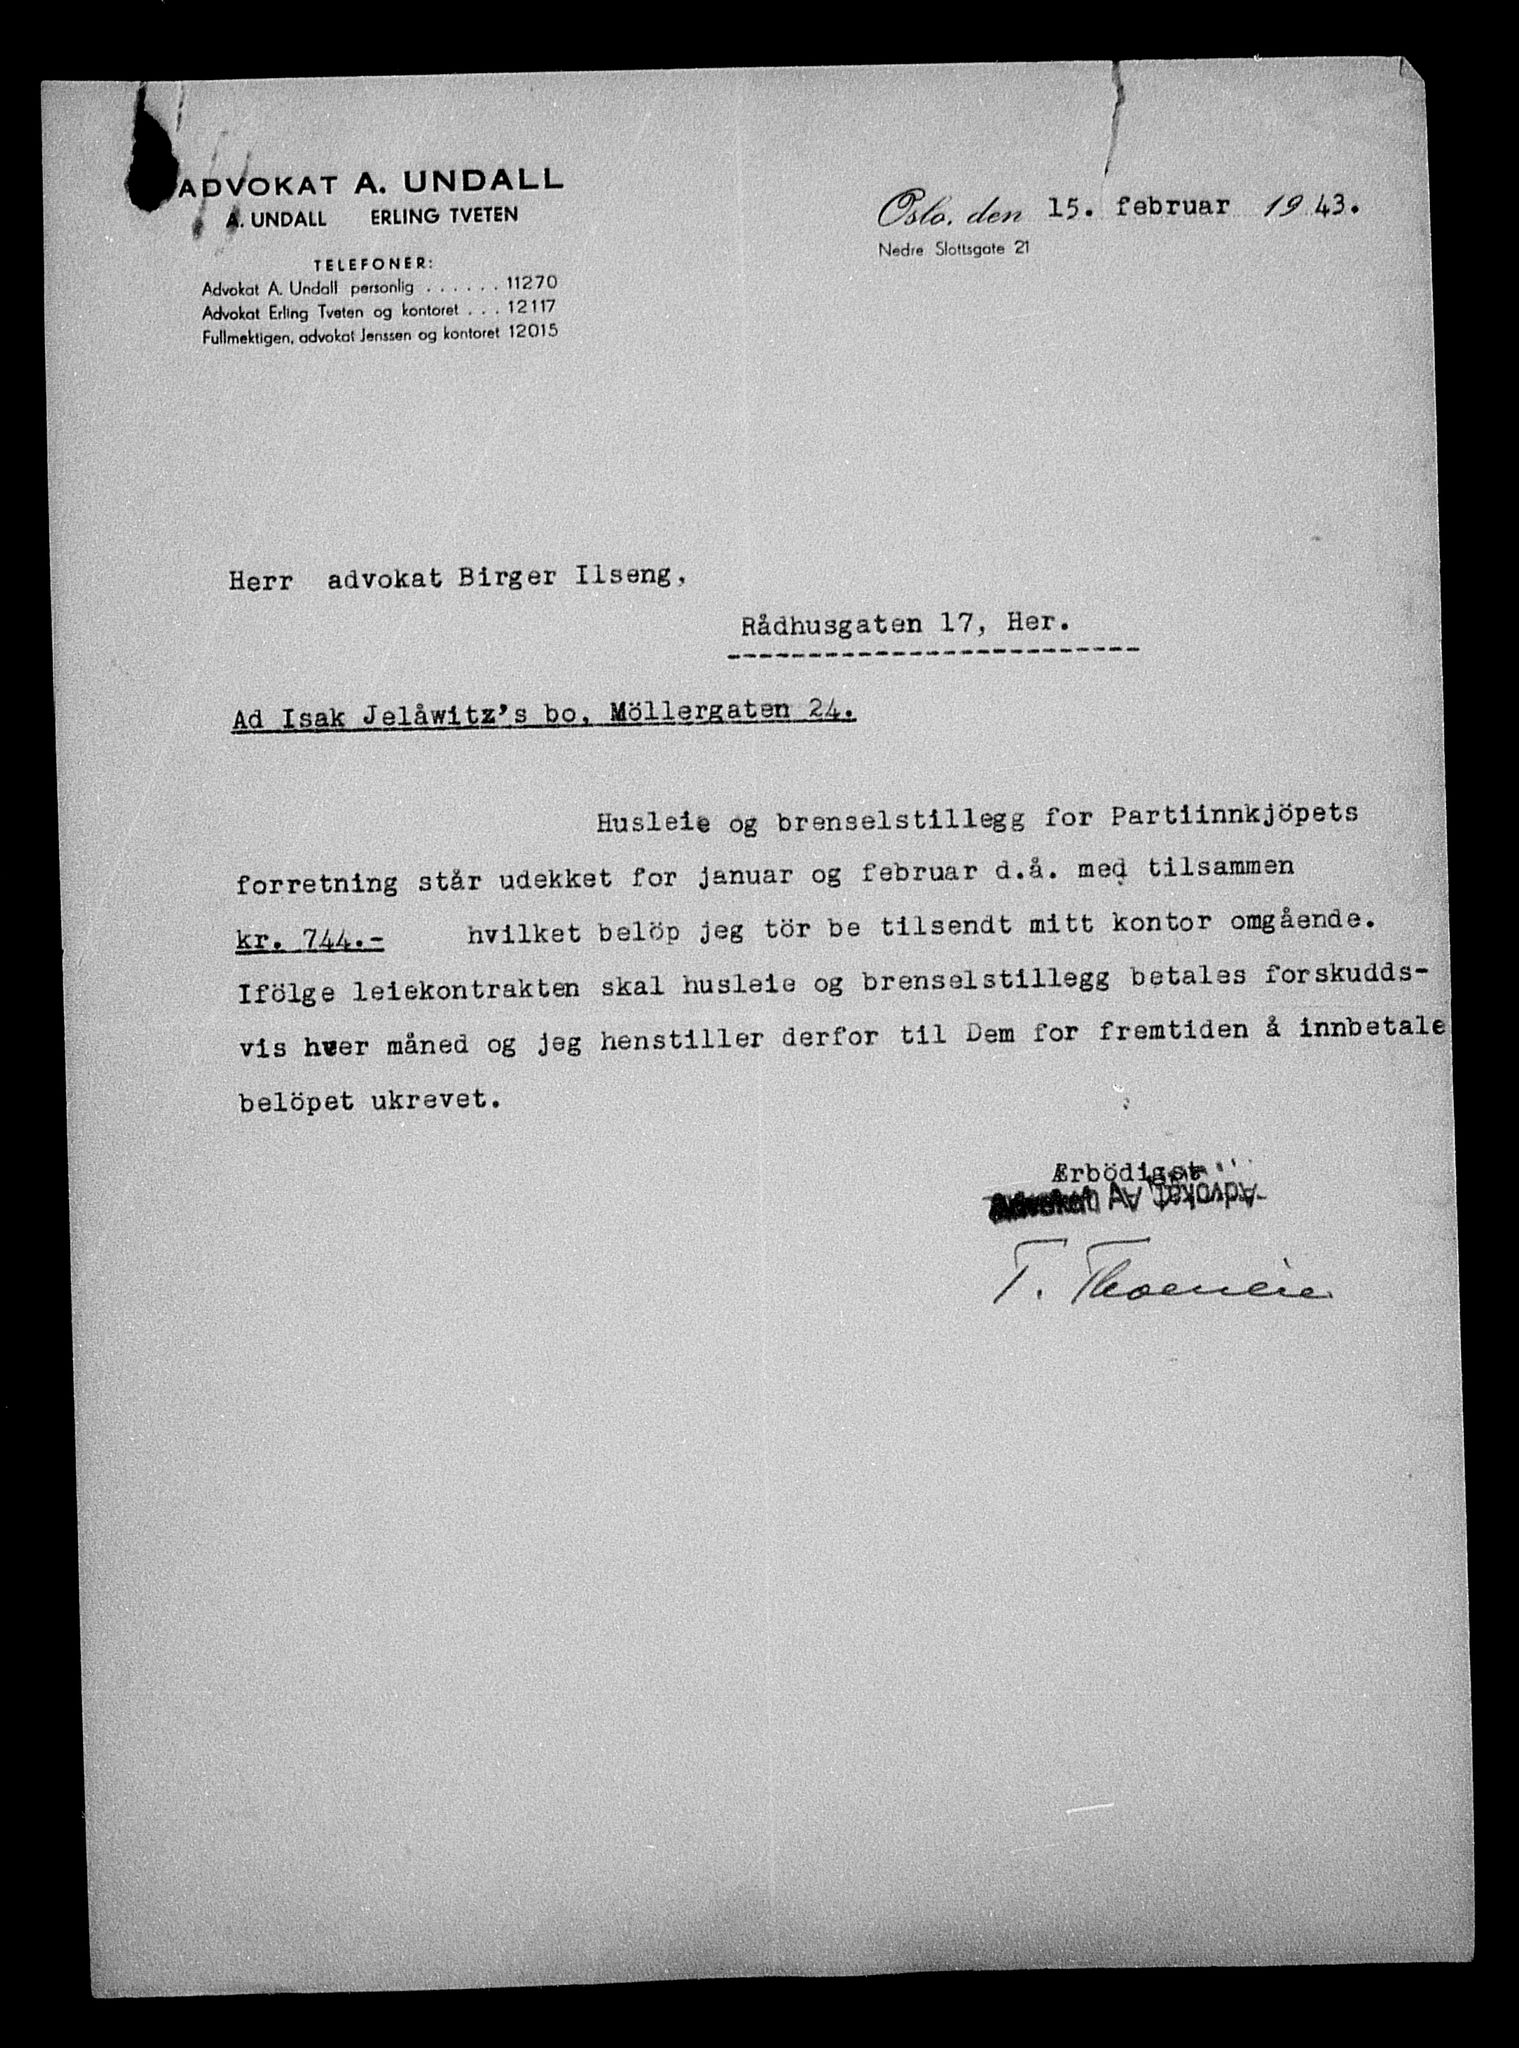 ADVOKAT A. UNDALL
A. UNDALL ERLING TVETEN
TELEFONER:
Advokat A. Undall personlig . . . . . . 11270
Advokat Erling Tveten og kontoret . . . 12117
Fullmektigen, advokat Jenssen og kontoret 12015
Oslo, den 15. februar 1943.
Nedre Slottsgate 21
Herr advokat Birger Ilseng,
Rådhusgaten 17, Her.
Ad Isak Jelåwitz's bo, Möllergaten 24.
Husleie og brenselstillegg for Partiinnkjöpets
forretning står udekket for januar og februar d.å. med tilsammen
kr. 744.- hvilket belöp jeg tör be tilsendt mitt kontor omgående.
Ifölge leiekontrakten skal husleie og brenselstillegg betales forskudds-
vis hver måned og jeg henstiller derfor til Dem for fremtiden å innbetale
belöpet ukrevet.
Ærbödigst
Advokat
T.